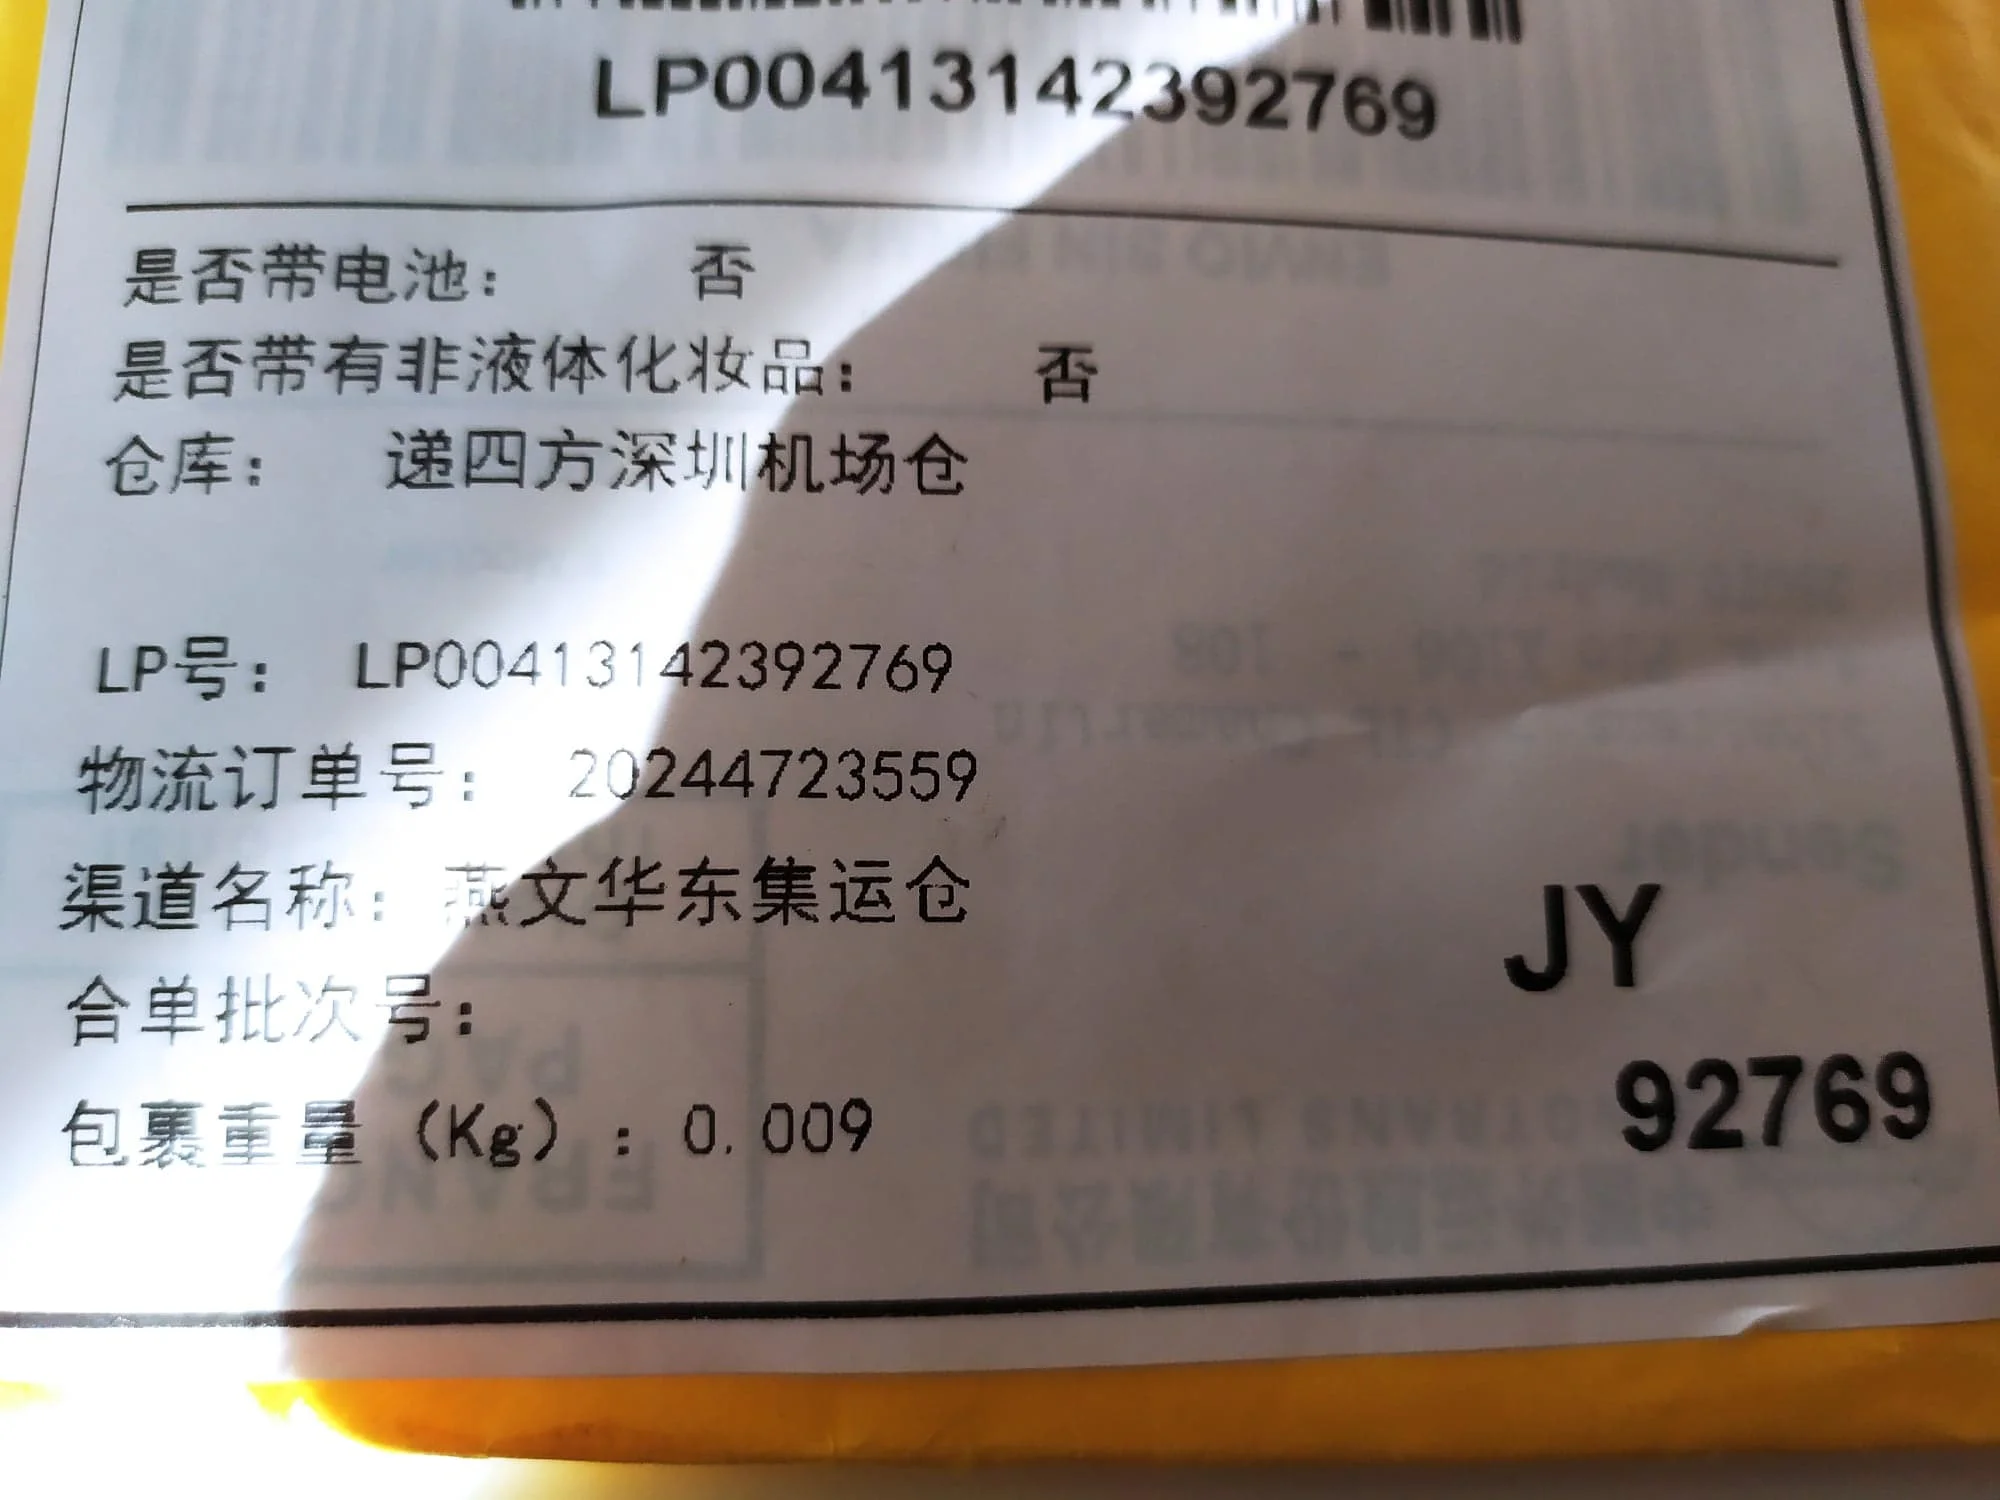 LP00413142392769
是否带电池： 否
是否带有非液体化妆品： 否
仓库： 递四方深圳机场仓
LP号： LP00413142392769
物流订单号： 20244723559
渠道名称： 燕文华东集运仓
合单批次号：
包裹重量（Kg）：0.009
JY
92769